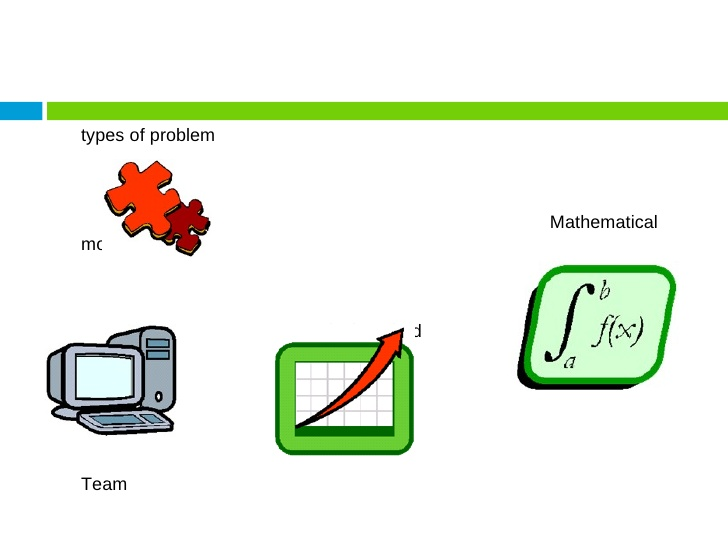 types of problem
Mathematical
b
f(x)
a
Team